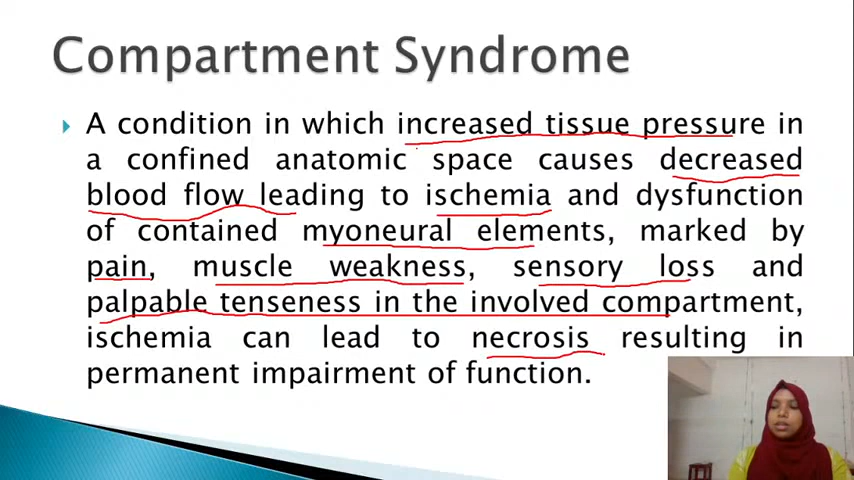 Compartment Syndrome
A condition in which increased tissue pressure in
a confined anatomic space causes decreased
blood flow leading to ischemia and dysfunction
of contained myoneural elements, marked by
pain, muscle weakness, sensory loss and
palpable tenseness in the involved compartment,
ischemia can lead to necrosis resulting in
permanent impairment of function.